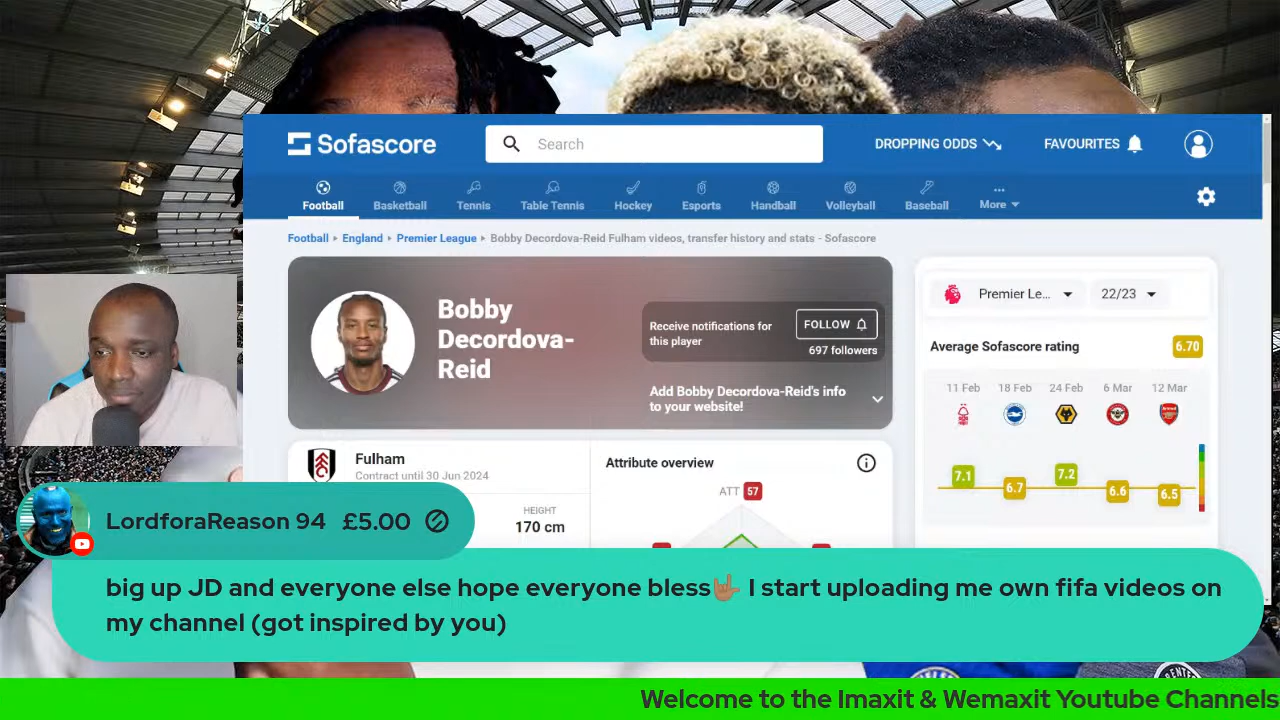 Sofascore
Search
DROPPING ODDS
FAVOURITES
Football
Basketball
Tennis
Table Tennis
Hockey
Esports
Handball
Volleyball
Baseball
More
Football England Premier League Bobby Decordova-Reid Fulham videos, transfer history and stats - Sofascore
Bobby
Decordova-
Reid
Receive notifications for
this player
FOLLOW
697 followers
Add Bobby Decordova-Reid's info
to your website!
Premier Le...
22/23
Average Sofascore rating
6.70
11 Feb 18 Feb 24 Feb 6 Mar 12 Mar
7.1 6.7 7.2 6.6 6.5
Fulham
Contract until 30 Jun 2024
HEIGHT
170 cm
Attribute overview
ATT 57
LordforaReason 94 £5.00
big up JD and everyone else hope everyone bless🤟🏽 I start uploading me own fifa videos on
my channel (got inspired by you)
Welcome to the Imaxit & Wemaxit Youtube Channels